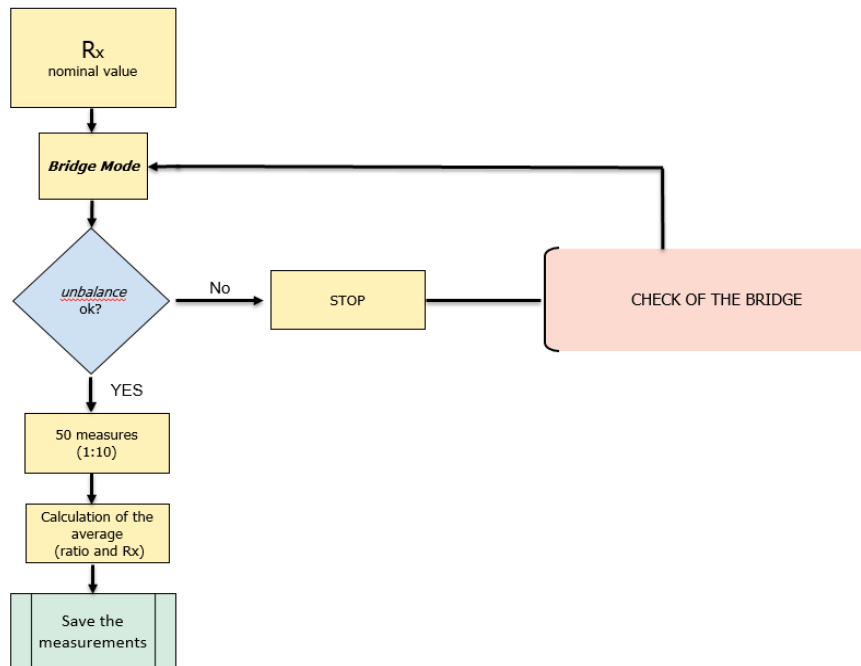 Rx
nominal value
Bridge Mode
unbalance
ok?
No
STOP
CHECK OF THE BRIDGE
YES
50 measures
(1:10)
Calculation of the
average
(ratio and Rx)
Save the
measurements